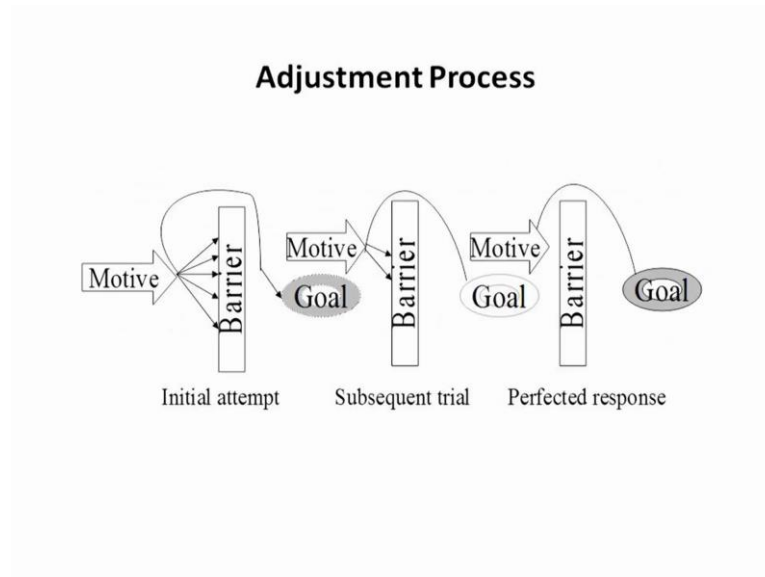 Adjustment Process
Motive
Barrier
Goal
Initial attempt
Motive
Barrier
Goal
Subsequent trial
Motive
Barrier
Goal
Perfected response